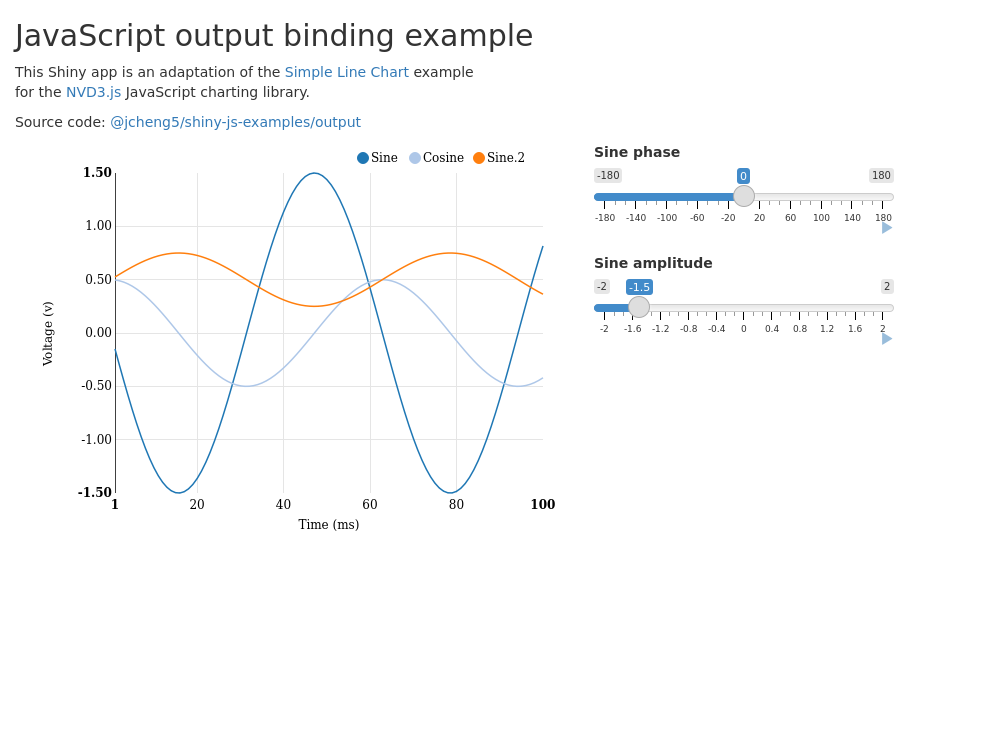 JavaScript output binding example
This Shiny app is an adaptation of the Simple Line Chart example
for the NVD3.js JavaScript charting library.
Source code: @jcheng5/shiny-js-examples/output
Sine Cosine Sine.2
1.50
1.00
0.50
0.00
-0.50
-1.00
-1.50
Voltage (v)
1 20 40 60 80 100
Time (ms)
Sine phase
-180 0 180
-180 -140 -100 -60 -20 20 60 100 140 180
Sine amplitude
-2 -1.5 2
-2 -1.6 -1.2 -0.8 -0.4 0 0.4 0.8 1.2 1.6 2